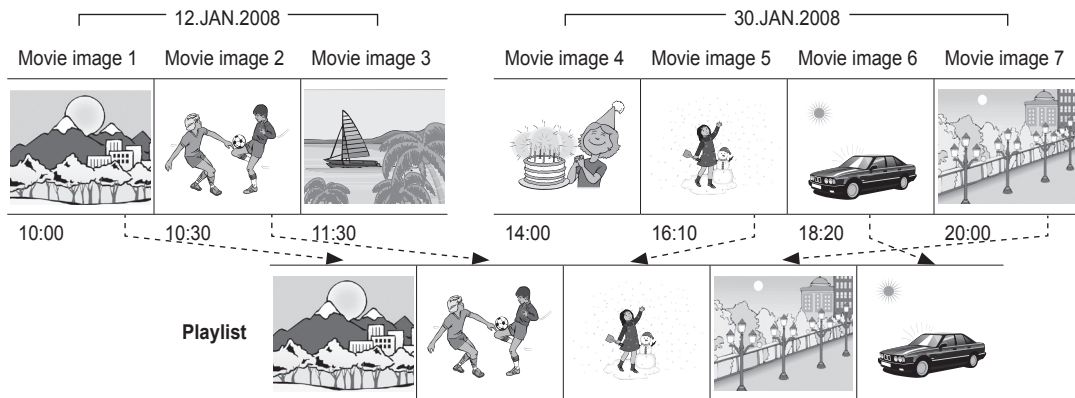 12.JAN.2008 30.JAN.2008
Movie image 1 Movie image 2 Movie image 3 Movie image 4 Movie image 5 Movie image 6 Movie image 7
10:00 10:30 11:30 14:00 16:10 18:20 20:00
Playlist